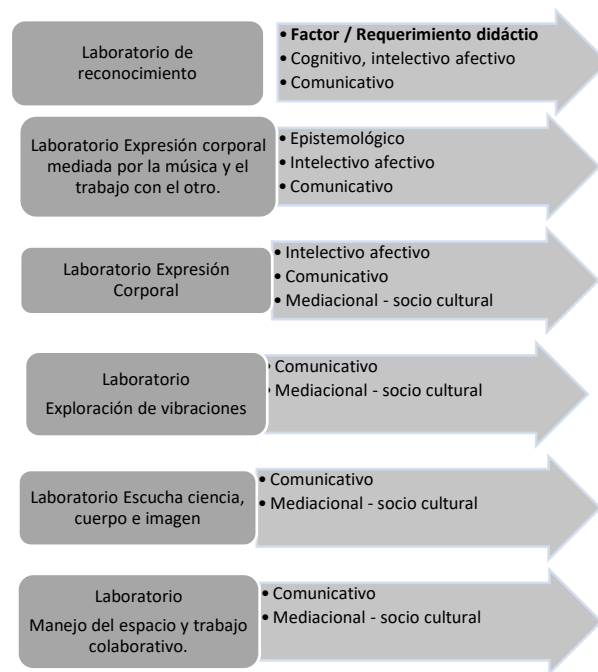 Laboratorio de
reconocimiento
• Factor / Requerimiento didáctio
• Cognitivo, intelectivo afectivo
• Comunicativo
Laboratorio Expresión corporal
mediada por la música y el
trabajo con el otro.
• Epistemológico
• Intelectivo afectivo
• Comunicativo
Laboratorio Expresión
Corporal
• Intelectivo afectivo
• Comunicativo
• Mediacional - socio cultural
Laboratorio
Exploración de vibraciones
• Comunicativo
• Mediacional - socio cultural
Laboratorio Escucha ciencia,
cuerpo e imagen
• Comunicativo
• Mediacional - socio cultural
Laboratorio
Manejo del espacio y trabajo
colaborativo.
• Comunicativo
• Mediacional - socio cultural